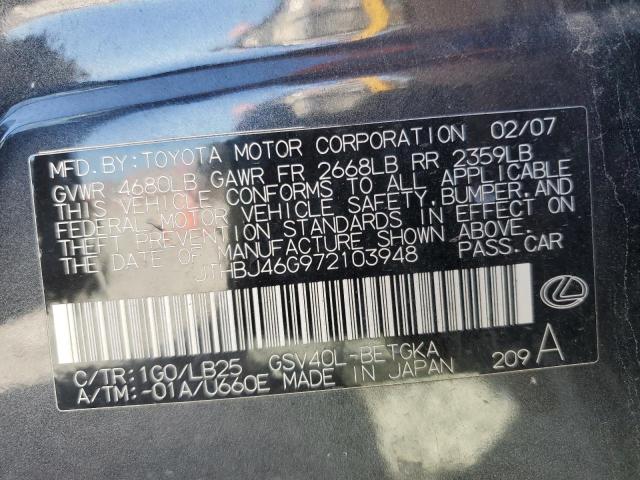 MFD. BY: TOYOTA MOTOR CORPORATION 02/07
GVWR 4680LB GAWR FR 2668LB RR 2359LB
THIS VEHICLE CONFORMS TO ALL APPLICABLE
FEDERAL MOTOR VEHICLE SAFETY, BUMPER, AND
THEFT PREVENTION STANDARDS IN EFFECT ON
THE DATE OF MANUFACTURE SHOWN ABOVE.
JTHBJ46G972103948 PASS. CAR
C/TR: 1G0/LB25 GSV40L-BETGKA
A/TM: -01A/U660E MADE IN JAPAN 209 A